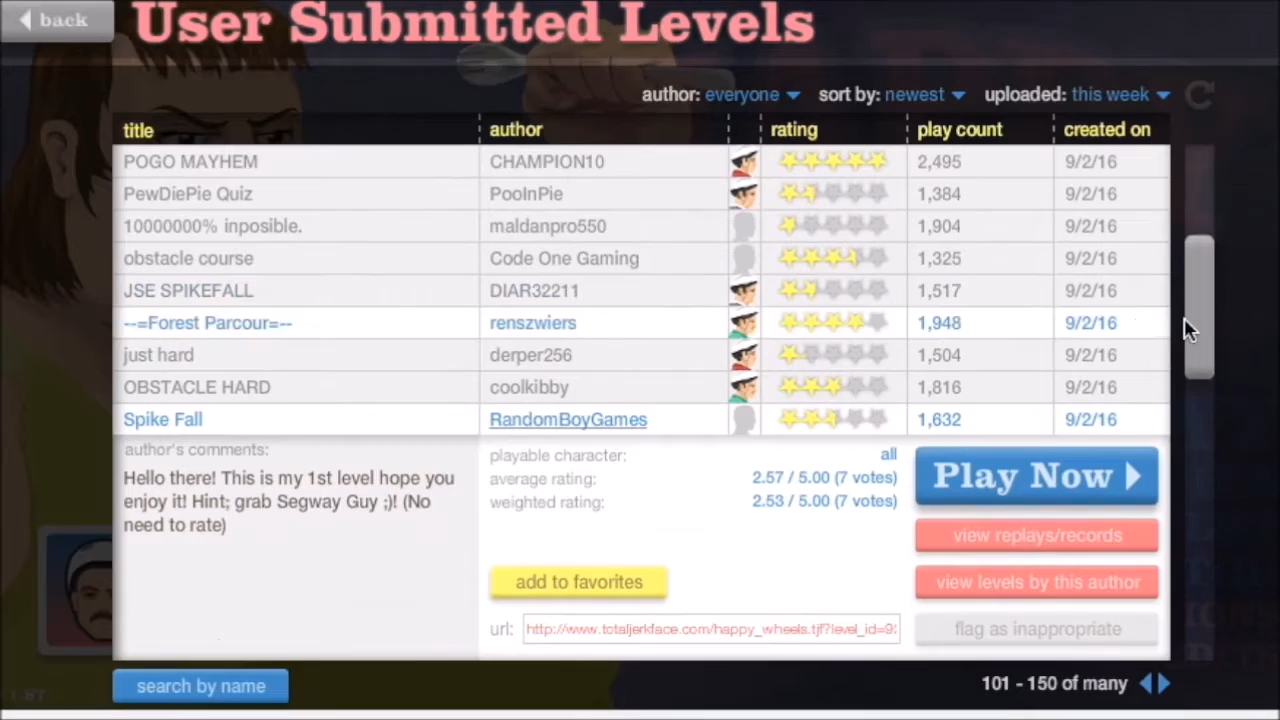 back
User Submitted Levels
author: everyone sort by: newest uploaded: this week
title author rating play count created on
POGO MAYHEM CHAMPION10 2,495 9/2/16
PewDiePie Quiz PooInPie 1,384 9/2/16
10000000% inposible. maldanpro550 1,904 9/2/16
obstacle course Code One Gaming 1,325 9/2/16
JSE SPIKEFALL DIAR32211 1,517 9/2/16
--=Forest Parcour=-- renszwiers 1,948 9/2/16
just hard derper256 1,504 9/2/16
OBSTACLE HARD coolkibby 1,816 9/2/16
Spike Fall RandomBoyGames 1,632 9/2/16
author's comments:
Hello there! This is my 1st level hope you
enjoy it! Hint; grab Segway Guy ;)! (No
need to rate)
playable character: all
average rating: 2.57 / 5.00 (7 votes)
weighted rating: 2.53 / 5.00 (7 votes)
add to favorites
url: http://www.totaljerkface.com/happy_wheels.tjf?level_id=9
Play Now
view replays/records
view levels by this author
flag as inappropriate
search by name
101 - 150 of many